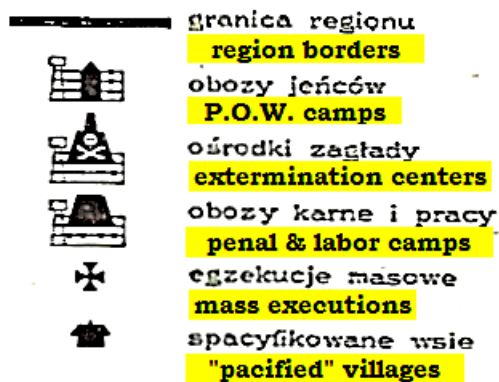 granica regionu
region borders
obozy jeńców
P.O.W. camps
ośrodki zagłady
extermination centers
obozy karne i pracy
penal & labor camps
egzekucje masowe
mass executions
spacyfikowane wsie
"pacified" villages